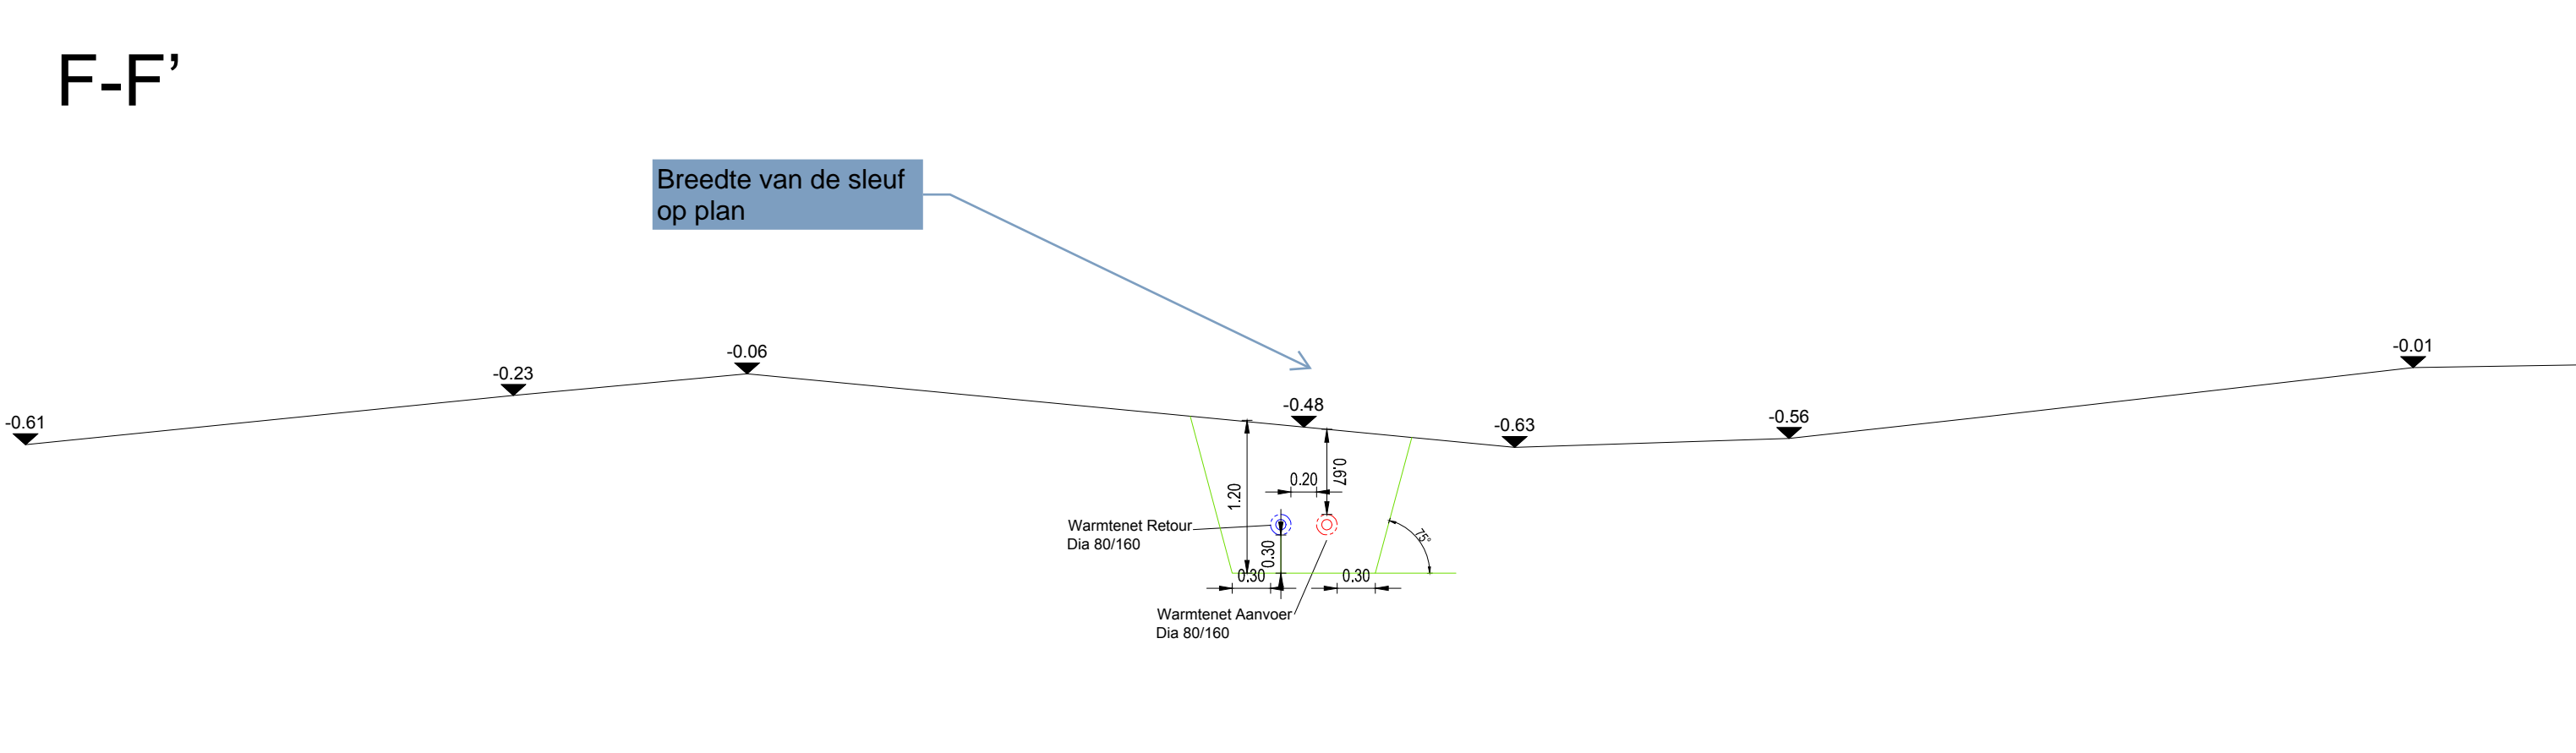 F-F’
Breedte van de sleuf
op plan
-0.61
-0.23
-0.06
-0.48
-0.63
-0.56
-0.01
1.20
0.20
0.67
Warmtenet Retour
Dia 80/160
0.30
0.30
0.30
75°
Warmtenet Aanvoer
Dia 80/160